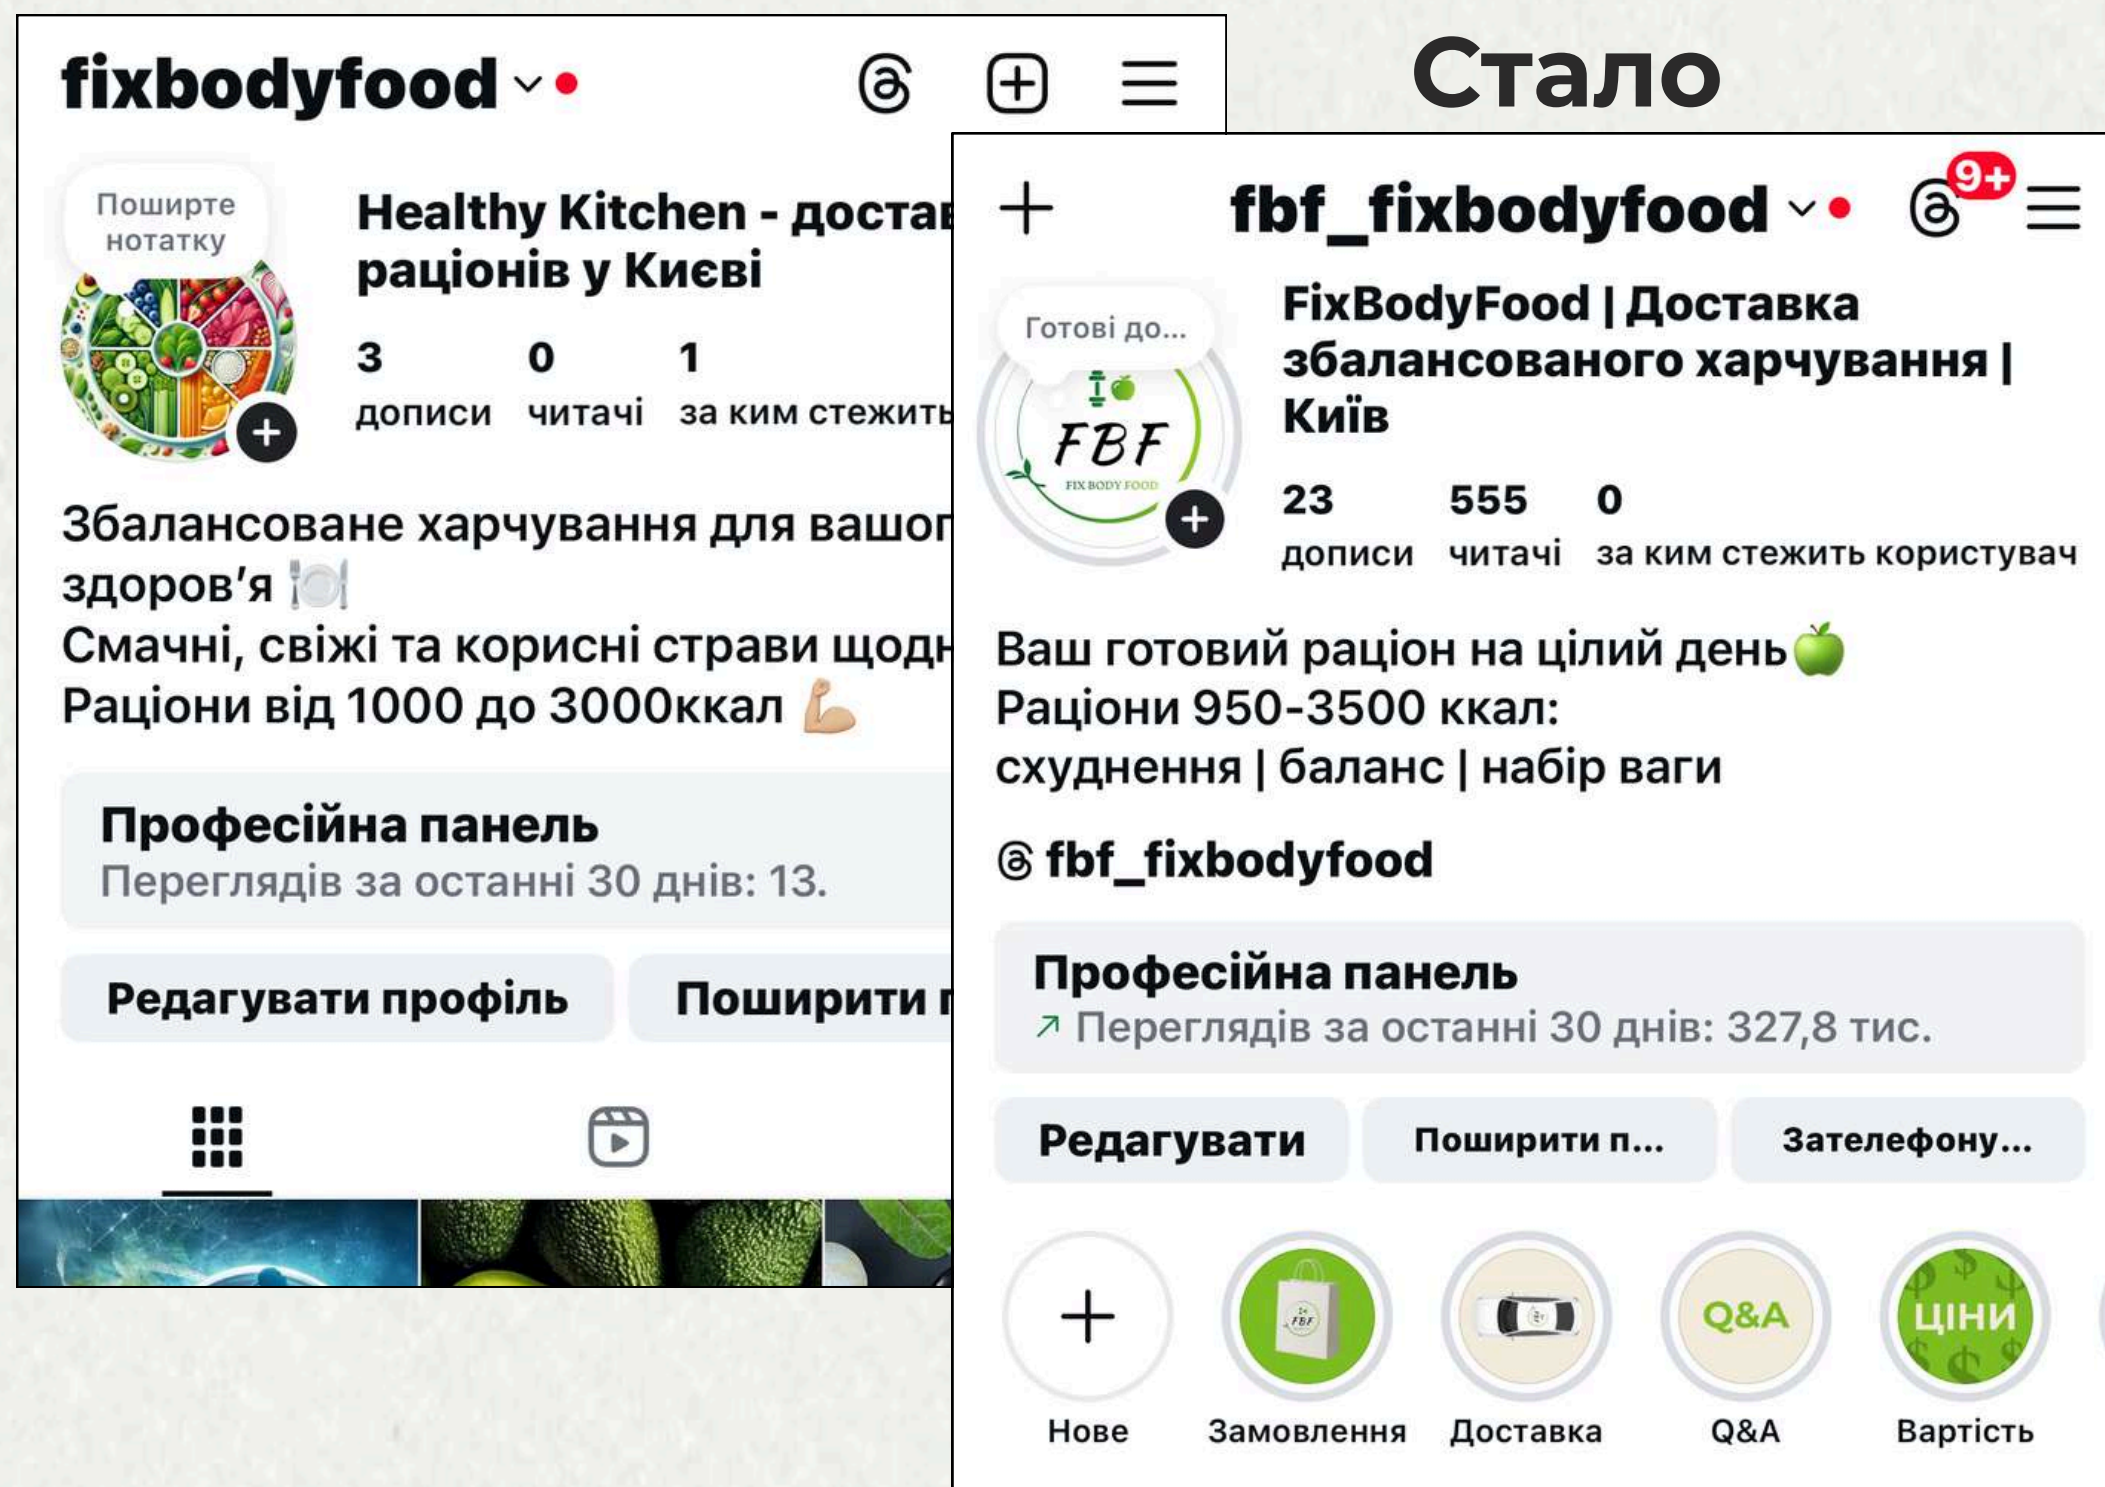 Стало
fixbodyfood
Поширте
нотатку
Healthy Kitchen - достав
раціонів у Києві
3 0 1
дописи читачі за ким стежить
Збалансоване харчування для вашог
здоров’я 🍽️
Смачні, свіжі та корисні страви щодн
Раціони від 1000 до 3000ккал 💪🏼
Професійна панель
Переглядів за останні 30 днів: 13.
Редагувати профіль Поширити п
fbf_fixbodyfood 9+
Готові до...
FBF
FIX BODY FOOD
FixBodyFood | Доставка
збалансованого харчування |
Київ
23 555 0
дописи читачі за ким стежить користувач
Ваш готовий раціон на цілий день🍏
Раціони 950-3500 ккал:
схуднення | баланс | набір ваги
fbf_fixbodyfood
Професійна панель
Переглядів за останні 30 днів: 327,8 тис.
Редагувати Поширити п... Зателефону...
FBF Q&A ЦІНИ
Нове Замовлення Доставка Q&A Вартість